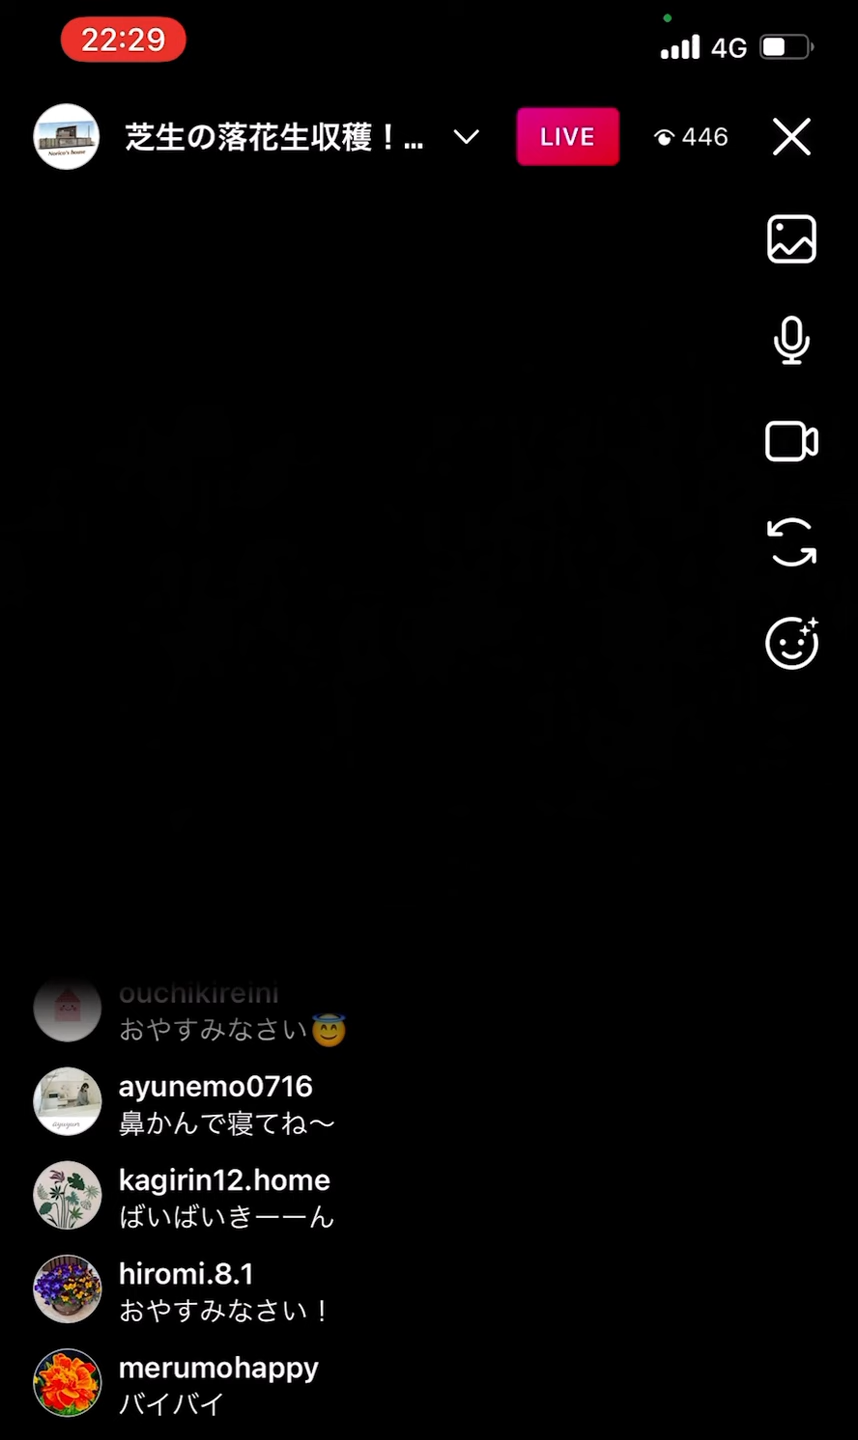 22:29
4G
芝生の落花生収穫！...
LIVE
446
ouchikireini
おやすみなさい😇
ayunemo0716
鼻かんで寝てね〜
kagirin12.home
ばいばいきーーん
hiromi.8.1
おやすみなさい！
merumohappy
バイバイ